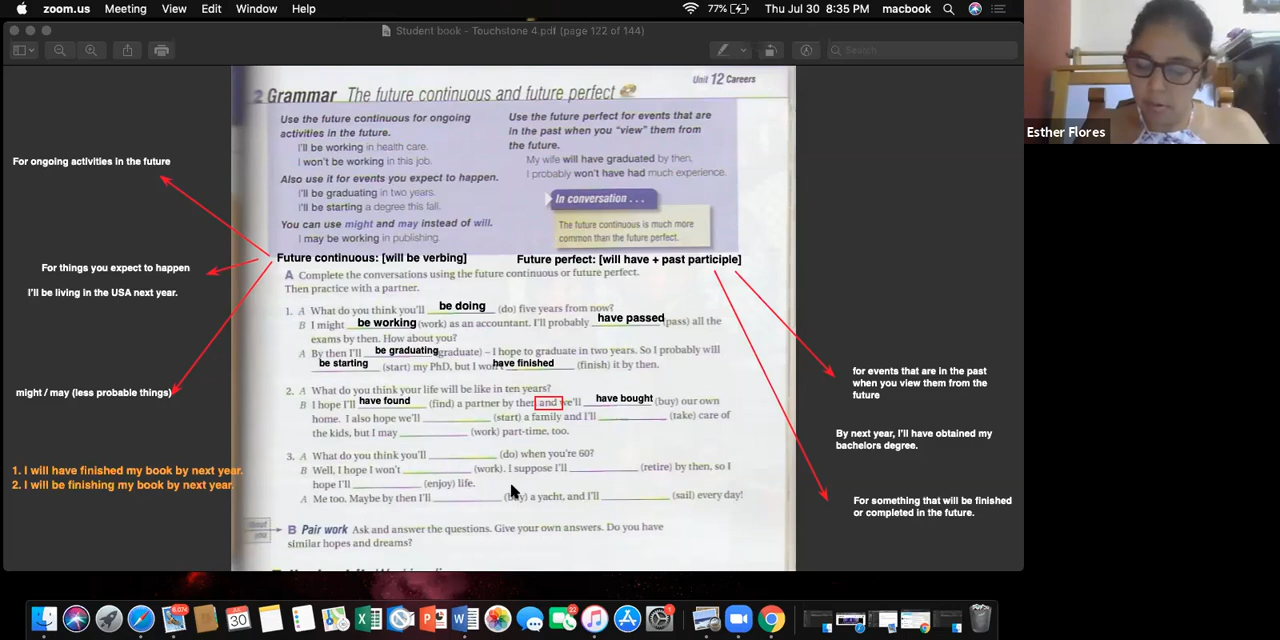 zoom.us Meeting View Edit Window Help 77% Thu Jul 30 8:35 PM macbook
Student book - Touchstone 4.pdf (page 122 of 144)
Search
Unit 12 Careers
2 Grammar The future continuous and future perfect
Use the future continuous for ongoing
activities in the future.
I'll be working in health care.
I won't be working in this job.
Also use it for events you expect to happen.
I'll be graduating in two years.
I'll be starting a degree this fall.
You can use might and may instead of will.
I may be working in publishing.
Use the future perfect for events that are
in the past when you "view" them from
the future.
My wife will have graduated by then.
I probably won't have had much experience.
In conversation . . .
The future continuous is much more
common than the future perfect.
For ongoing activities in the future
For things you expect to happen
I'll be living in the USA next year.
might / may (less probable things)
1. I will have finished my book by next year.
2. I will be finishing my book by next year.
Future continuous: [will be verbing]
Future perfect: [will have + past participle]
A Complete the conversations using the future continuous or future perfect.
Then practice with a partner.
1. A What do you think you'll be doing (do) five years from now?
B I might be working (work) as an accountant. I'll probably have passed (pass) all the
exams by then. How about you?
A By then I'll be graduating graduate) – I hope to graduate in two years. So I probably will
be starting (start) my PhD, but I won have finished (finish) it by then.
2. A What do you think your life will be like in ten years?
B I hope I'll have found (find) a partner by then and we'll have bought (buy) our own
home. I also hope we'll (start) a family and I'll (take) care of
the kids, but I may (work) part-time, too.
3. A What do you think you'll (do) when you're 60?
B Well, I hope I won't (work). I suppose I'll (retire) by then, so I
hope I'll (enjoy) life.
A Me too. Maybe by then I'll (buy) a yacht, and I'll (sail) every day!
About you
B Pair work Ask and answer the questions. Give your own answers. Do you have
similar hopes and dreams?
for events that are in the past
when you view them from the
future
By next year, I'll have obtained my
bachelors degree.
For something that will be finished
or completed in the future.
Esther Flores